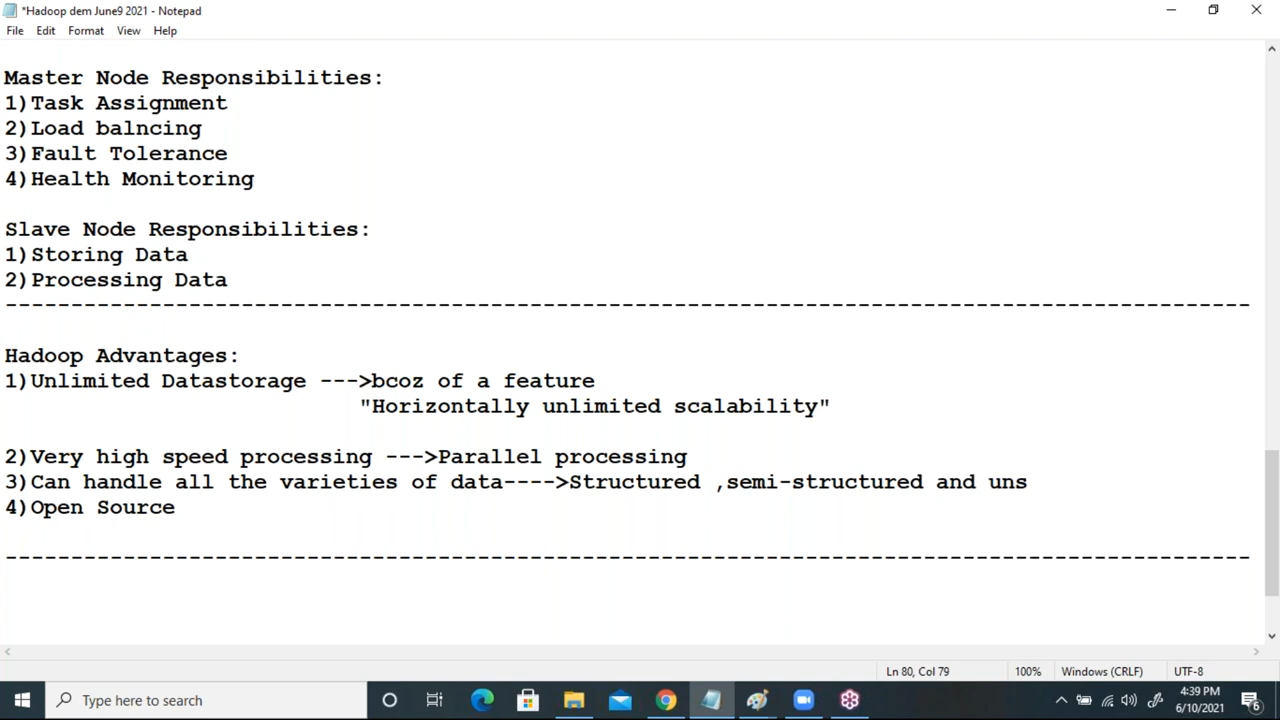 *Hadoop dem June9 2021 - Notepad
File Edit Format View Help
Master Node Responsibilities:
1)Task Assignment
2)Load balncing
3)Fault Tolerance
4)Health Monitoring
Slave Node Responsibilities:
1)Storing Data
2)Processing Data
-----------------------------------------------------------------------------------------------
Hadoop Advantages:
1)Unlimited Datastorage --->bcoz of a feature
"Horizontally unlimited scalability"
2)Very high speed processing --->Parallel processing
3)Can handle all the varieties of data---->Structured ,semi-structured and uns
4)Open Source
-----------------------------------------------------------------------------------------------
Ln 80, Col 79 100% Windows (CRLF) UTF-8
Type here to search
4:39 PM
6/10/2021
6